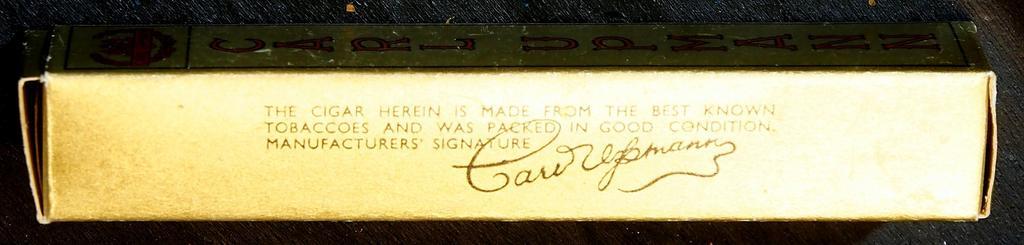 CARL UPMANN
THE CIGAR HEREIN IS MADE FROM THE BEST KNOWN
TOBACCOES AND WAS PACKED IN GOOD CONDITION.
MANUFACTURERS' SIGNATURE
Carl Upmann